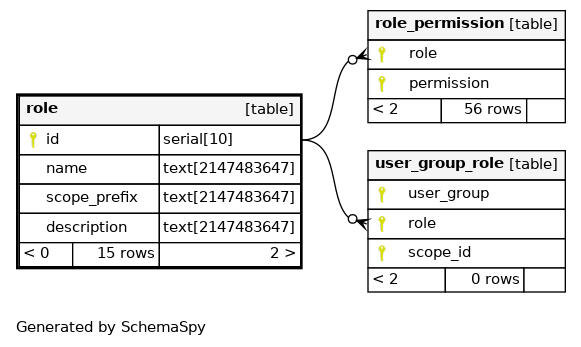 role [table]
id serial[10]
name text[2147483647]
scope_prefix text[2147483647]
description text[2147483647]
< 0 15 rows 2 >
role_permission [table]
role
permission
< 2 56 rows
user_group_role [table]
user_group
role
scope_id
< 2 0 rows
Generated by SchemaSpy